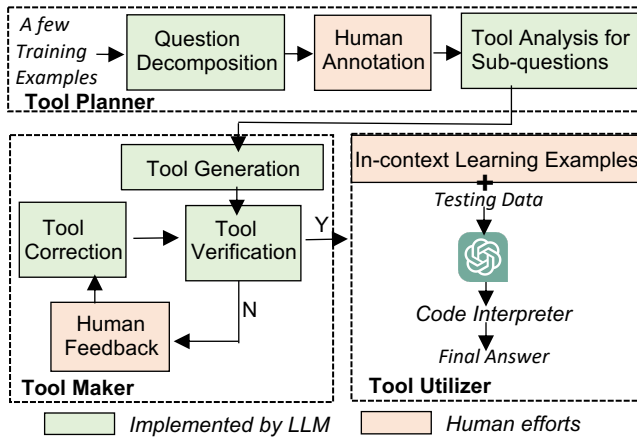 A few
Training
Examples
Question
Decomposition
Human
Annotation
Tool Analysis for
Sub-questions
Tool Planner
Tool Generation
Tool
Correction
Tool
Verification
Y
N
Human
Feedback
Tool Maker
In-context Learning Examples
+
Testing Data
Code Interpreter
Final Answer
Tool Utilizer
Implemented by LLM
Human efforts